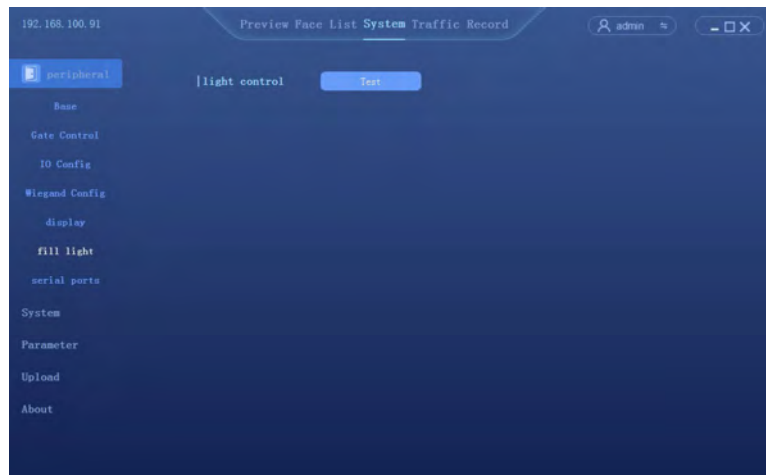 192.168.100.91
Preview Face List System Traffic Record
admin
peripheral
light control
Test
Base
Gate Control
IO Config
Wiegand Config
display
fill light
serial ports
System
Parameter
Upload
About